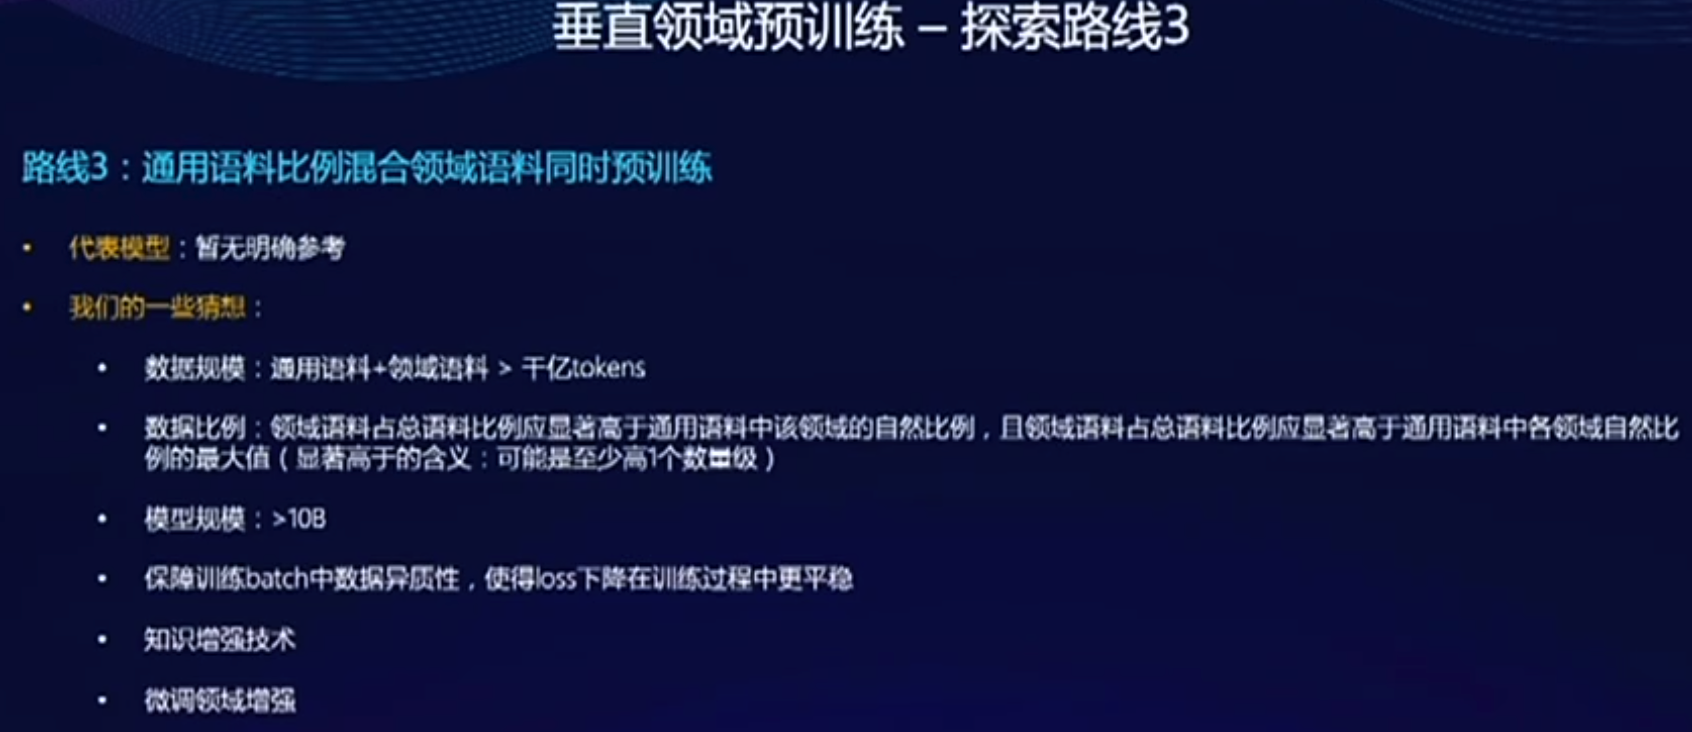 垂直领域预训练 – 探索路线3
路线3：通用语料比例混合领域语料同时预训练
• 代表模型：暂无明确参考
• 我们的一些猜想：
• 数据规模：通用语料+领域语料 > 千亿tokens
• 数据比例：领域语料占总语料比例应显著高于通用语料中该领域的自然比例，且领域语料占总语料比例应显著高于通用语料中各领域自然比
例的最大值（显著高于的含义：可能是至少高1个数量级）
• 模型规模：>10B
• 保障训练batch中数据异质性，使得loss下降在训练过程中更平稳
• 知识增强技术
• 微调领域增强